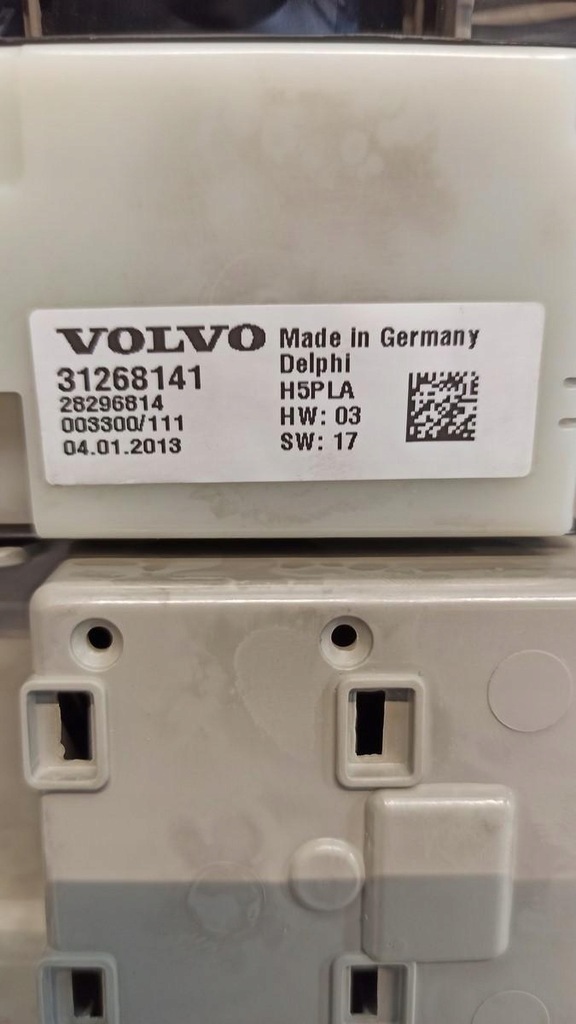 VOLVO
31268141
28296814
003300/111
04.01.2013
Made in Germany
Delphi
H5PLA
HW: 03
SW: 17